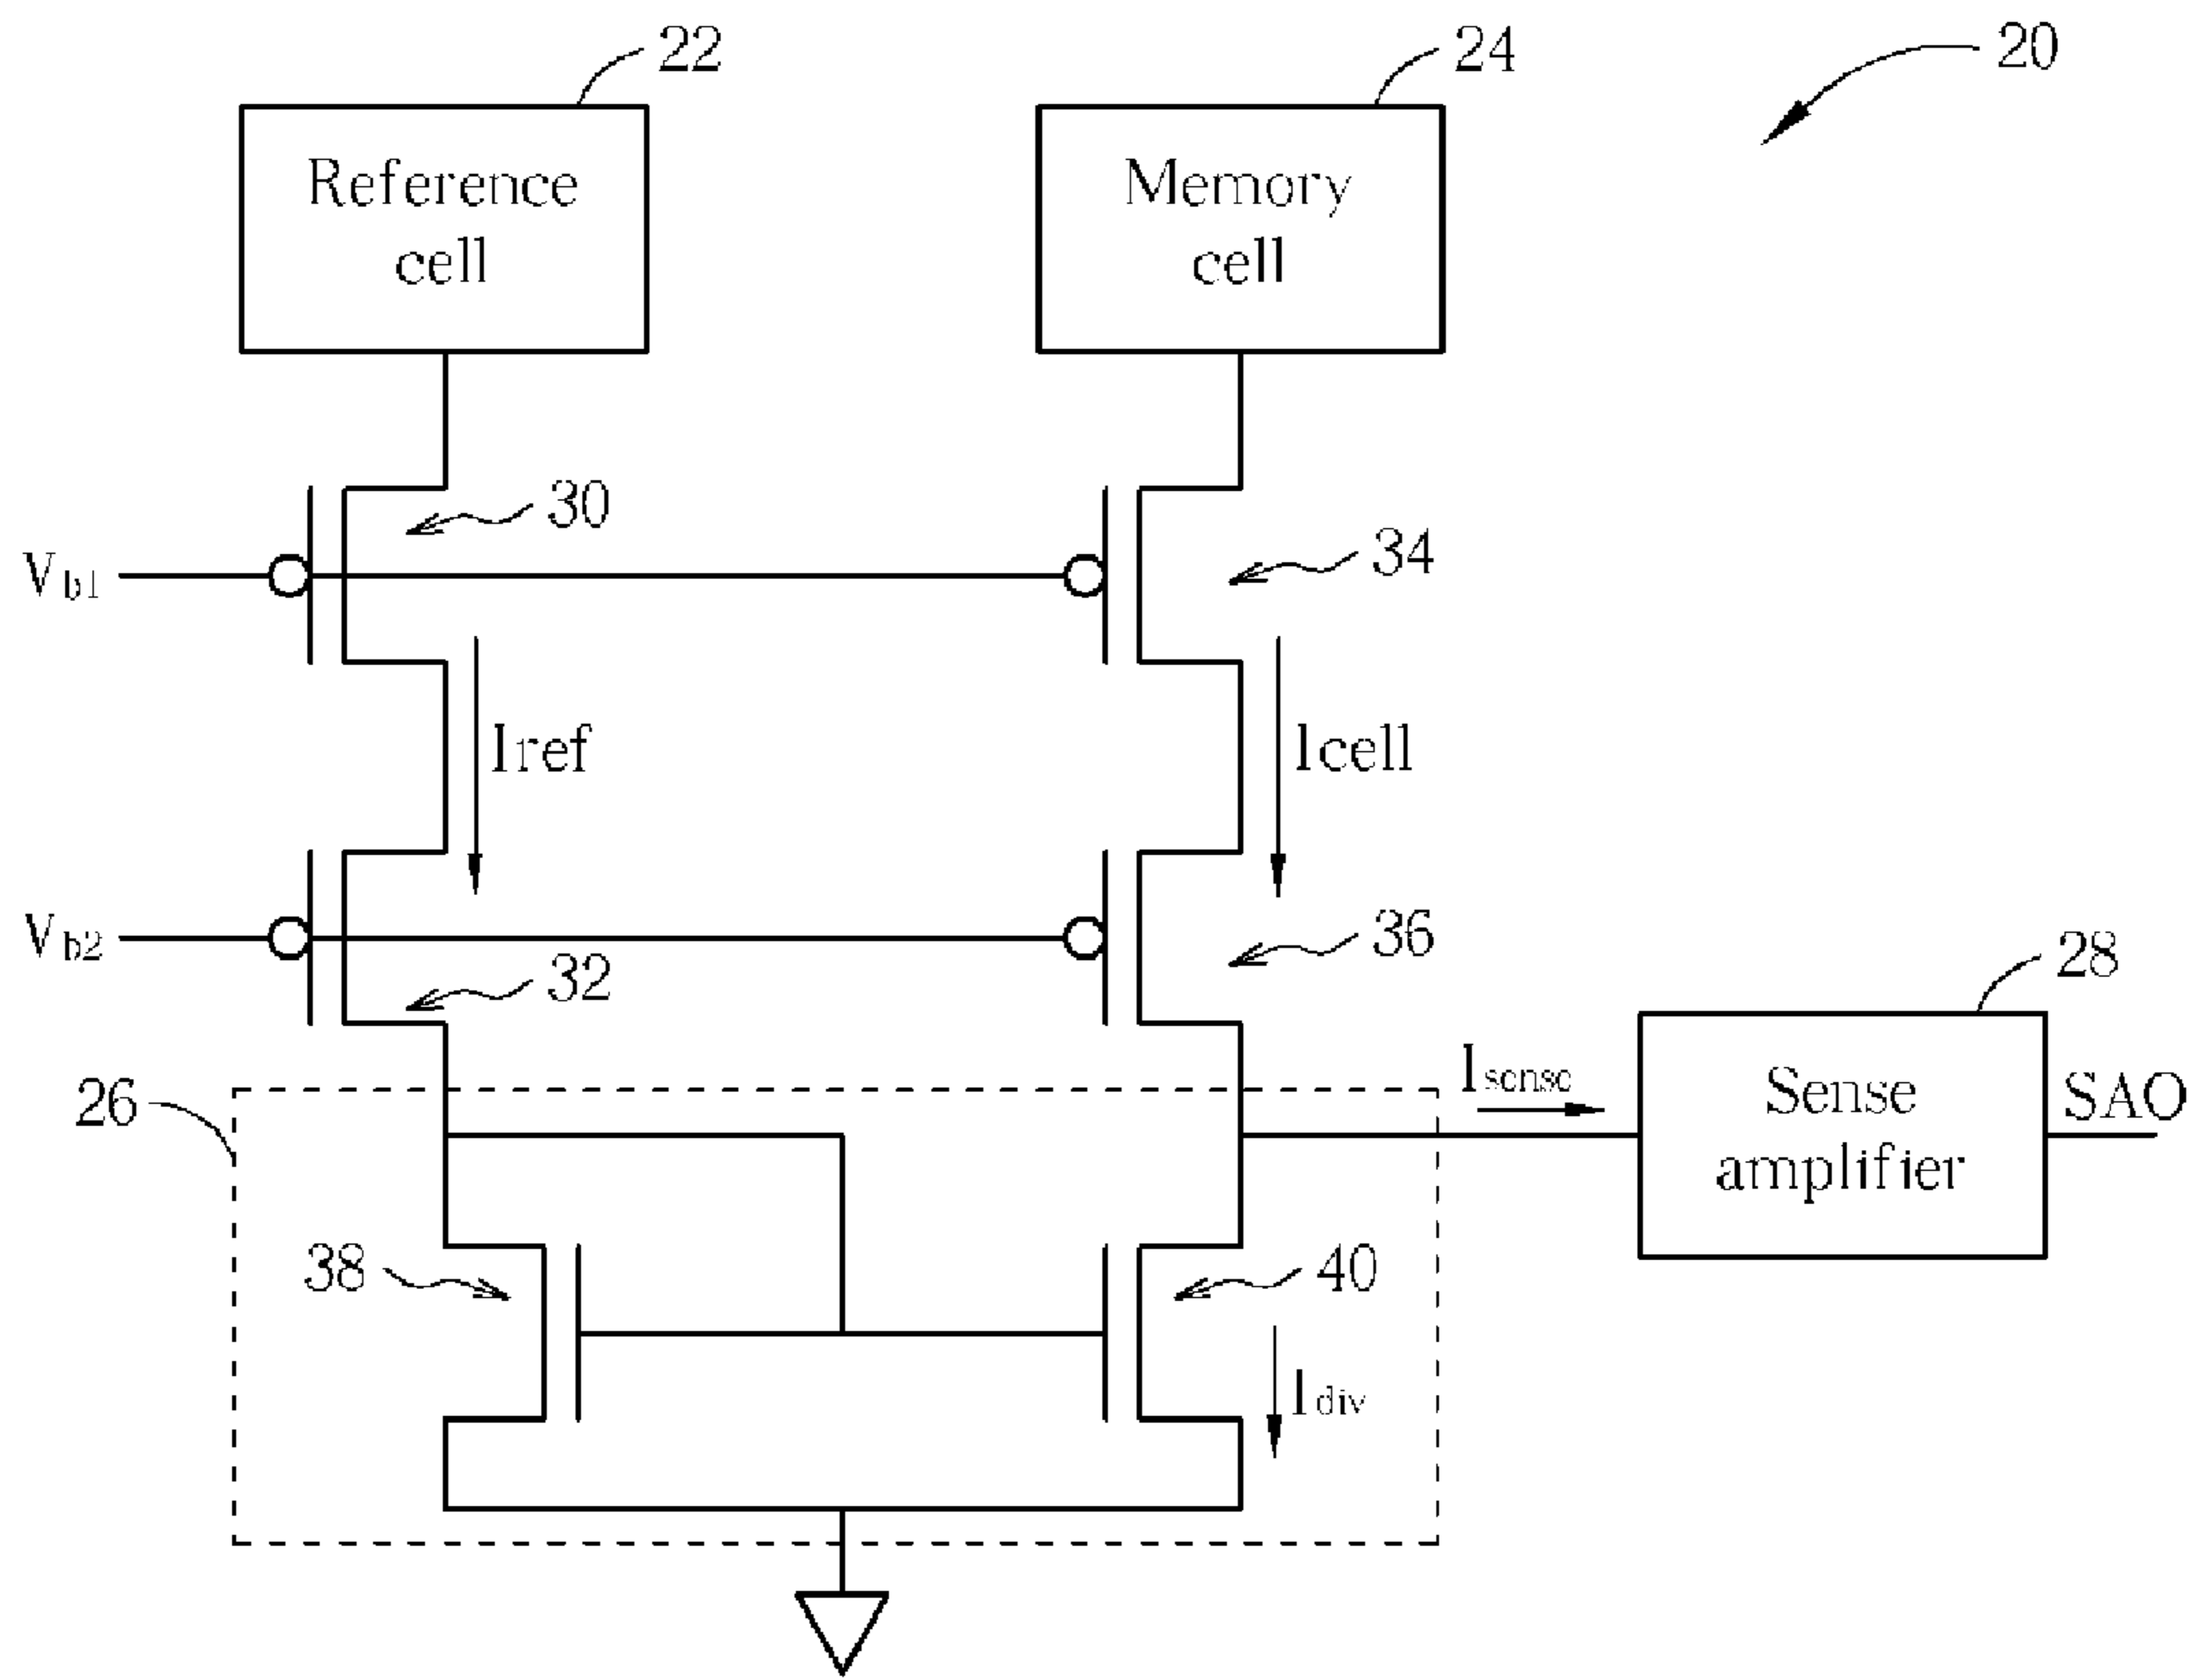 22
24
20
Reference
cell
Memory
cell
30
34
Vb1
Iref
Icell
Vb2
32
36
28
26
Isense
Sense
amplifier
SAO
38
40
Idiv